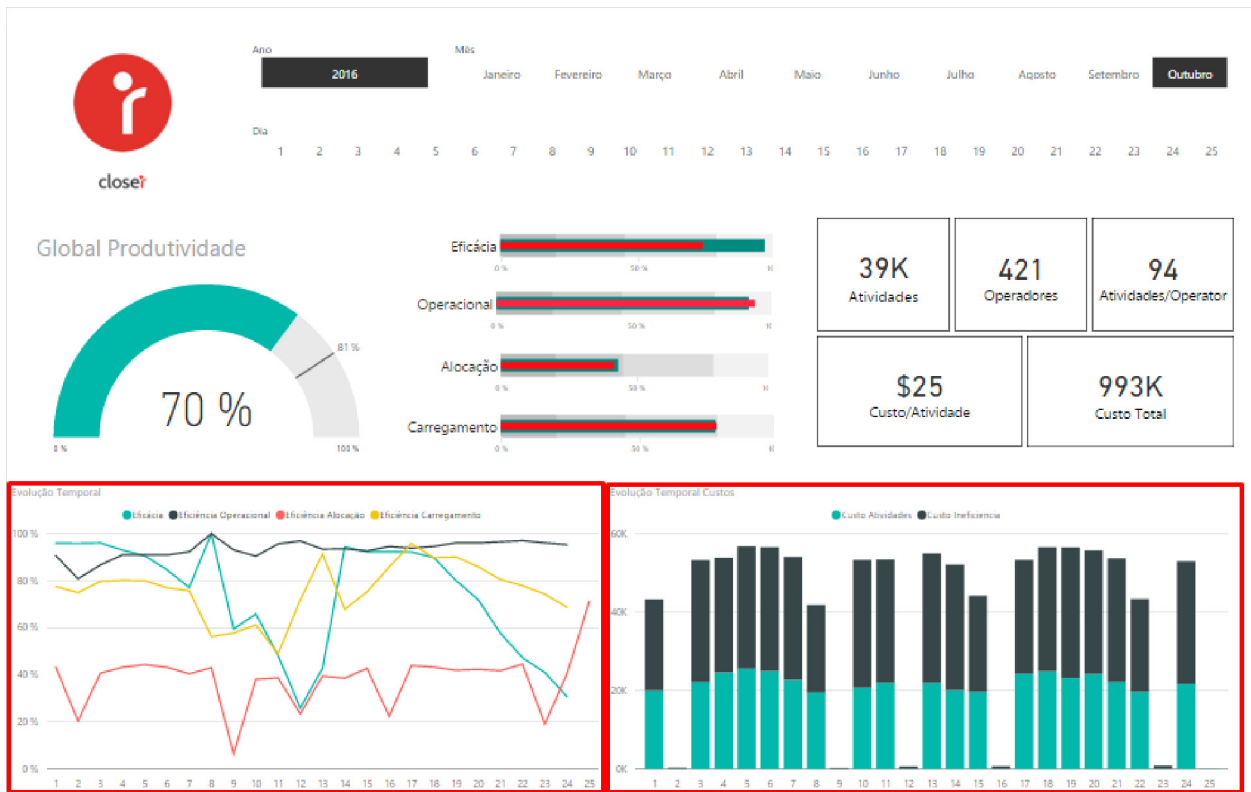 Ano
Mês
2016
Janeiro Fevereiro Março Abril Maio Junho Julho Agosto Setembro Outubro
Dia
1 2 3 4 5 6 7 8 9 10 11 12 13 14 15 16 17 18 19 20 21 22 23 24 25
closer
Global Produtividade
81 %
70 %
0 % 100 %
Eficácia
0 % 50 %
Operacional
0 % 50 %
Alocação
0 % 50 %
Carregamento
0 % 50 %
39K
Atividades
421
Operadores
94
Atividades/Operator
$25
Custo/Atividade
993K
Custo Total
Evolução Temporal
Eficácia Eficiência Operacional Eficiência Alocação Eficiência Carregamento
100 %
80 %
60 %
40 %
20 %
0 %
1 2 3 4 5 6 7 8 9 10 11 12 13 14 15 16 17 18 19 20 21 22 23 24 25
Evolução Temporal Custos
Custo Atividades Custo Ineficiencia
60K
40K
20K
0K
1 2 3 4 5 6 7 8 9 10 11 12 13 14 15 16 17 18 19 20 21 22 23 24 25